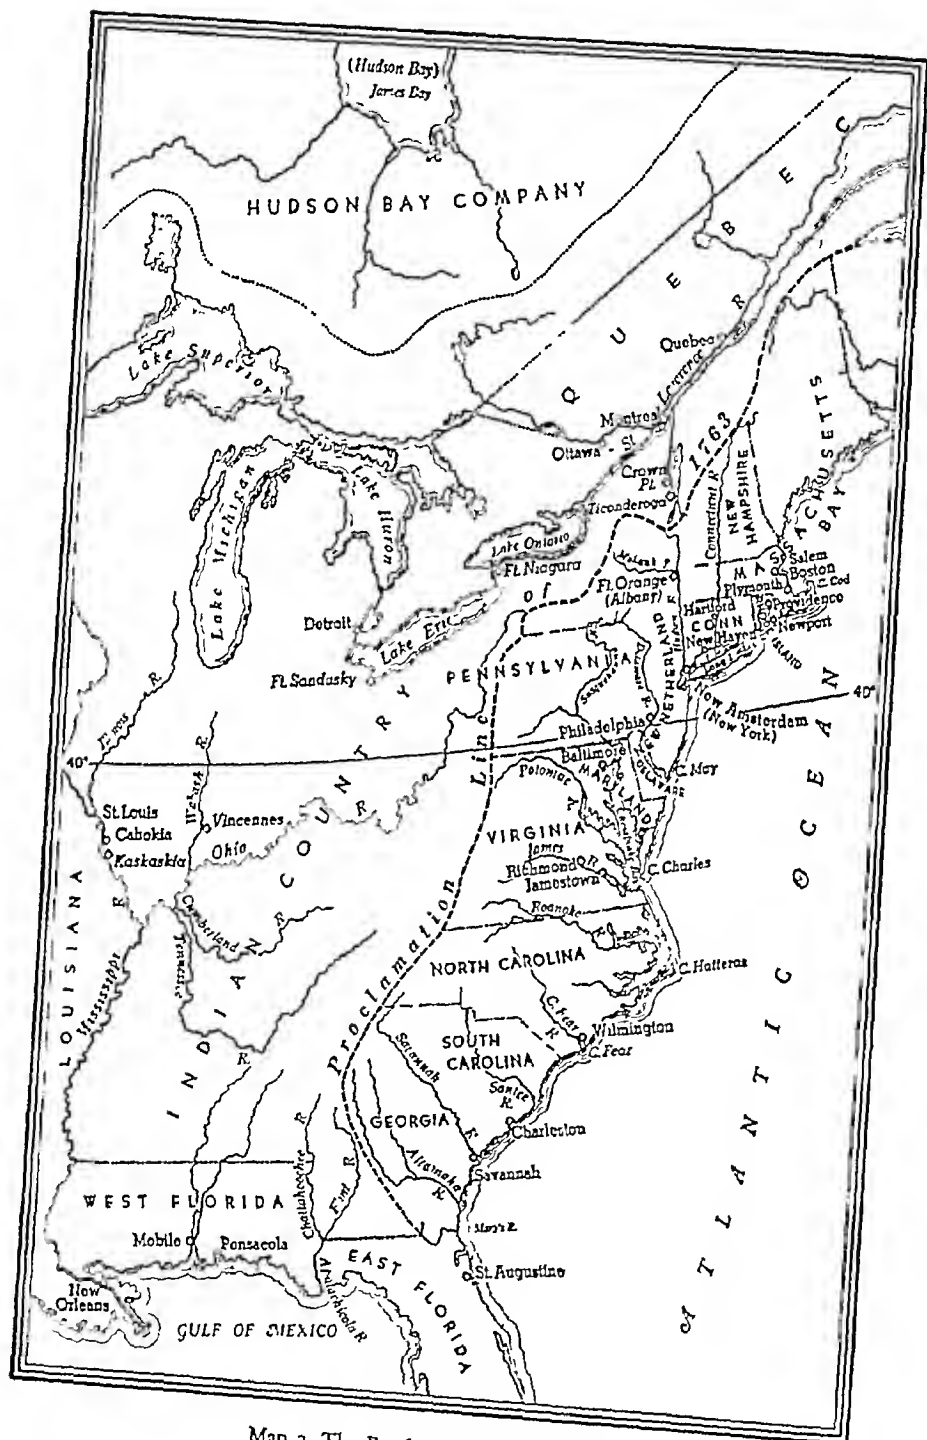 (Hudson Bay)
James Bay
HUDSON BAY COMPANY
QUEBEC
Lake Superior
Quebec
R
Lawrence
St.
Montreal
Ottawa
1763
Crown
Pt.
Ticonderoga
Connecticut R
NEW
HAMPSHIRE
MASSACHUSETTS
BAY
Lake Michigan
Lake Huron
Lake Ontario
Ft. Niagara
Mohawk
Ft. Orange
(Albany)
Salem
Boston
Plymouth
C. Cod
Providence
Hartford
CONN
New Haven
Newport
ISLAND
Detroit
Lake Erie
Ft. Sandusky
PENNSYLVANIA
NEW NETHERLAND
New Amsterdam
(New York)
40°
40°
Philadelphia
Baltimore
MARYLAND
DELAWARE
C. May
Potomac
R
VIRGINIA
James
R
Richmond
Jamestown
C. Charles
Roanoke
Illinois R
Wabash R
St. Louis
Cahokia
Kaskaskia
Vincennes
Ohio
R
Cumberland
R
Tennessee
R
LOUISIANA
Mississippi
R
INDIAN COUNTRY
Proclamation Line of
NORTH CAROLINA
C. Hatteras
C. Fear
R
Wilmington
C. Fear
SOUTH
CAROLINA
Santee
R.
Savannah
R
Charleston
GEORGIA
Altamaha
R
Savannah
WEST FLORIDA
Chattahoochee R
Flint R
Mobile
Pensacola
Apalachicola R
EAST FLORIDA
St. Augustine
New
Orleans
GULF OF MEXICO
ATLANTIC OCEAN